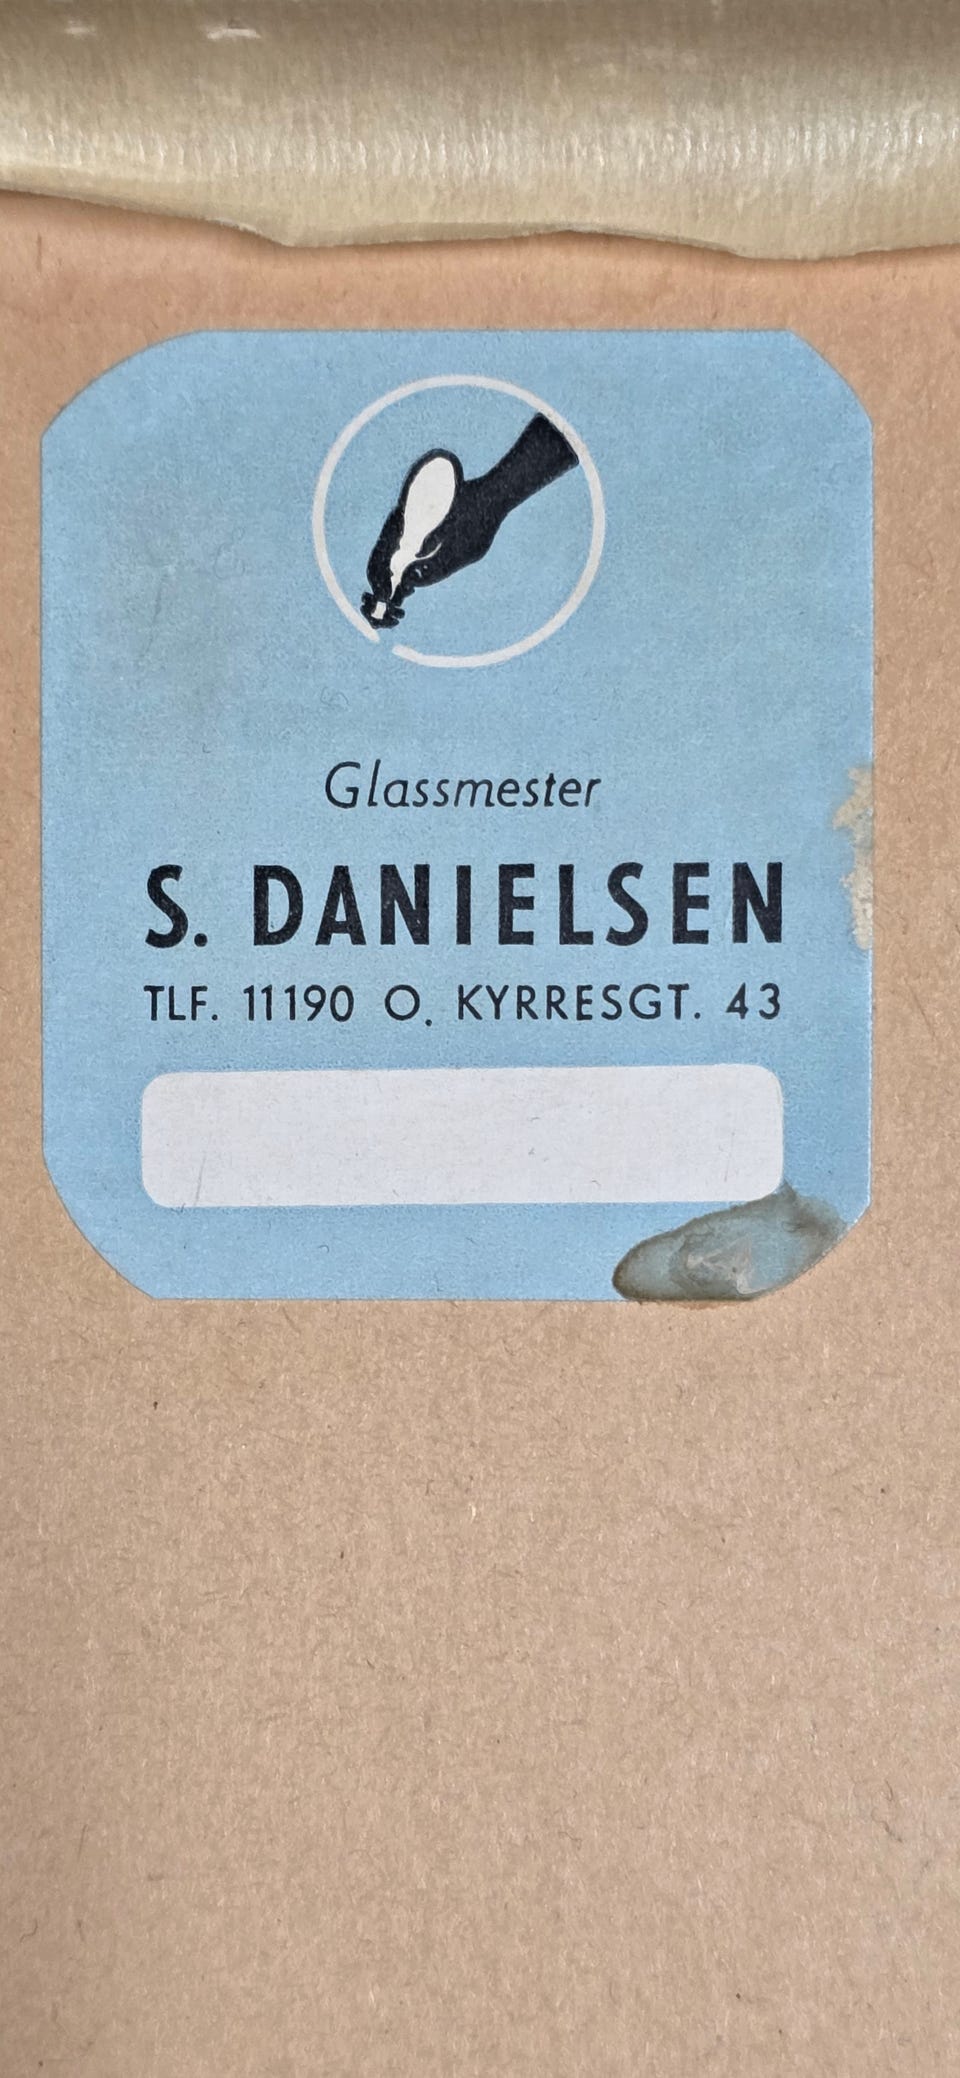 Glassmester
S. DANIELSEN
TLF. 11190 O. KYRRESGT. 43